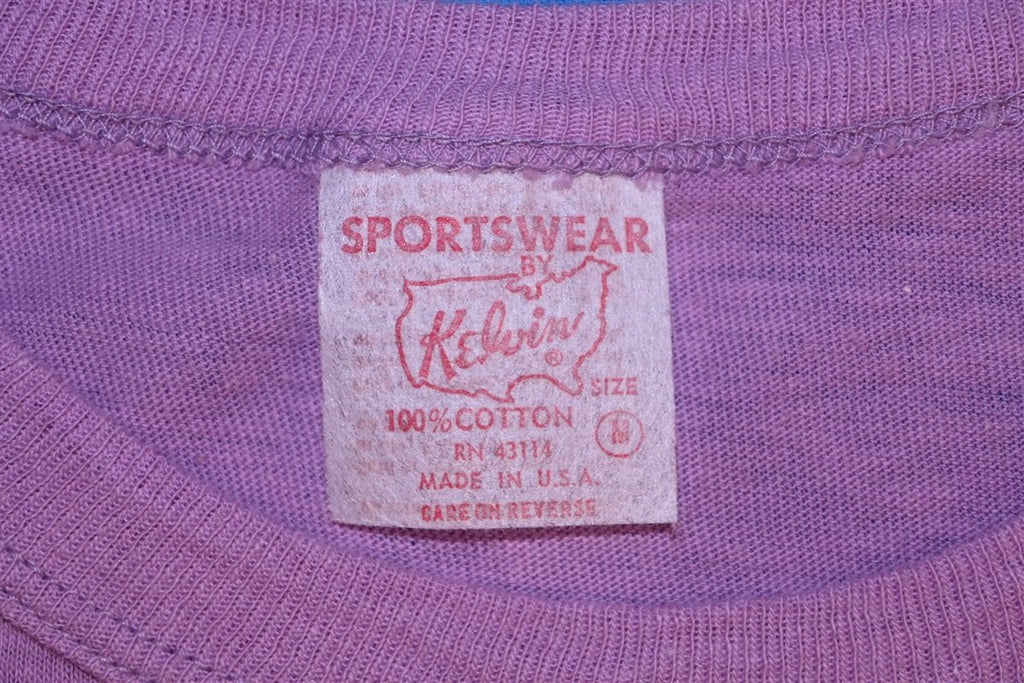 SPORTSWEAR
BY
Kelvin ®
SIZE
100% COTTON
M
RN 43114
MADE IN U.S.A.
CARE ON REVERSE